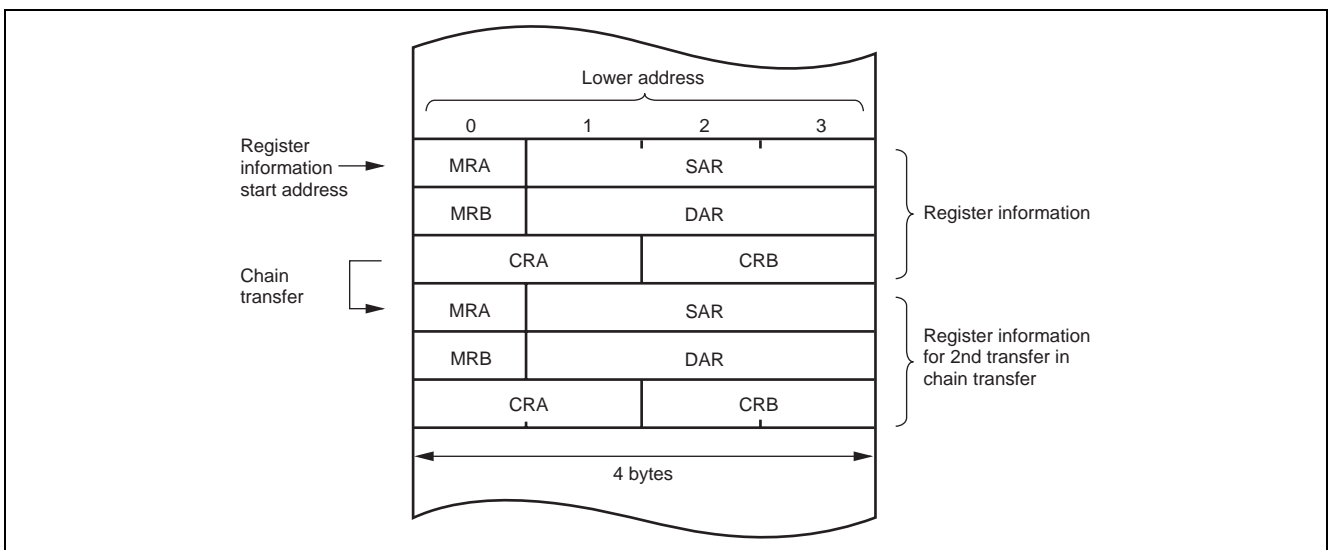 Lower address
0 1 2 3
Register
information
start address
MRA SAR
MRB DAR
Register information
CRA CRB
Chain
transfer
MRA SAR
MRB DAR
Register information
for 2nd transfer in
chain transfer
CRA CRB
4 bytes